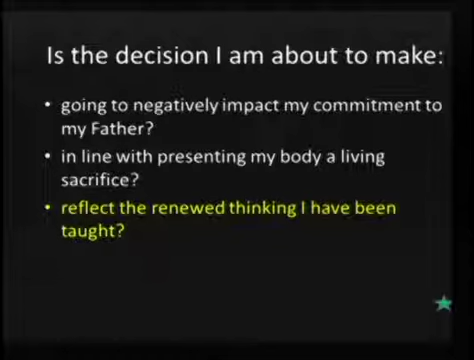 Is the decision I am about to make:
• going to negatively impact my commitment to
my Father?
• in line with presenting my body a living
sacrifice?
• reflect the renewed thinking I have been
taught?